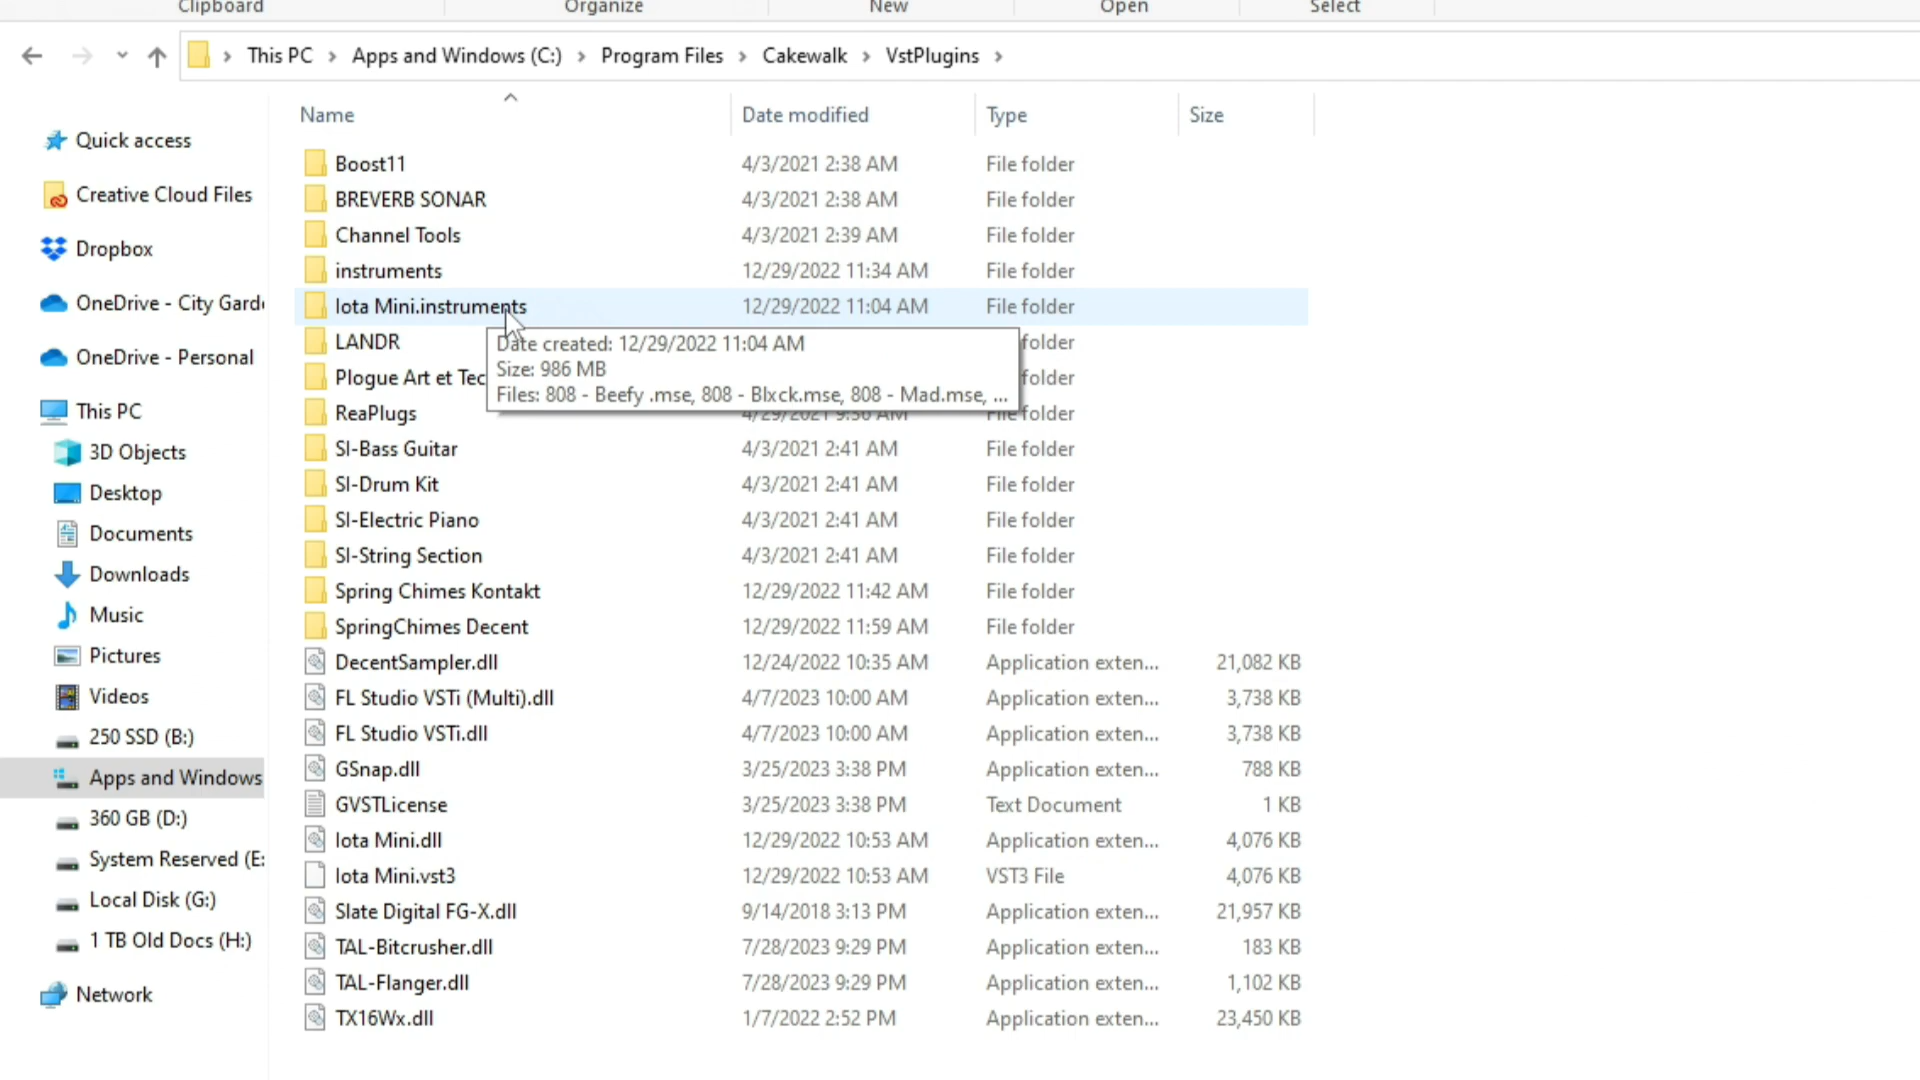 Clipboard Organize New Open Select
This PC Apps and Windows (C:) Program Files Cakewalk VstPlugins
Name Date modified Type Size
Quick access
Creative Cloud Files
Dropbox
OneDrive - City Garde
OneDrive - Personal
This PC
3D Objects
Desktop
Documents
Downloads
Music
Pictures
Videos
250 SSD (B:)
Apps and Windows
360 GB (D:)
System Reserved (E:
Local Disk (G:)
1 TB Old Docs (H:)
Network
Boost11 4/3/2021 2:38 AM File folder
BREVERB SONAR 4/3/2021 2:38 AM File folder
Channel Tools 4/3/2021 2:39 AM File folder
instruments 12/29/2022 11:34 AM File folder
Iota Mini.instruments 12/29/2022 11:04 AM File folder
LANDR folder
Plogue Art et Tec folder
ReaPlugs 4/29/2021 9:56 AM File folder
Date created: 12/29/2022 11:04 AM
Size: 986 MB
Files: 808 - Beefy .mse, 808 - Blxck.mse, 808 - Mad.mse, ...
SI-Bass Guitar 4/3/2021 2:41 AM File folder
SI-Drum Kit 4/3/2021 2:41 AM File folder
SI-Electric Piano 4/3/2021 2:41 AM File folder
SI-String Section 4/3/2021 2:41 AM File folder
Spring Chimes Kontakt 12/29/2022 11:42 AM File folder
SpringChimes Decent 12/29/2022 11:59 AM File folder
DecentSampler.dll 12/24/2022 10:35 AM Application exten... 21,082 KB
FL Studio VSTi (Multi).dll 4/7/2023 10:00 AM Application exten... 3,738 KB
FL Studio VSTi.dll 4/7/2023 10:00 AM Application exten... 3,738 KB
GSnap.dll 3/25/2023 3:38 PM Application exten... 788 KB
GVSTLicense 3/25/2023 3:38 PM Text Document 1 KB
Iota Mini.dll 12/29/2022 10:53 AM Application exten... 4,076 KB
Iota Mini.vst3 12/29/2022 10:53 AM VST3 File 4,076 KB
Slate Digital FG-X.dll 9/14/2018 3:13 PM Application exten... 21,957 KB
TAL-Bitcrusher.dll 7/28/2023 9:29 PM Application exten... 183 KB
TAL-Flanger.dll 7/28/2023 9:29 PM Application exten... 1,102 KB
TX16Wx.dll 1/7/2022 2:52 PM Application exten... 23,450 KB